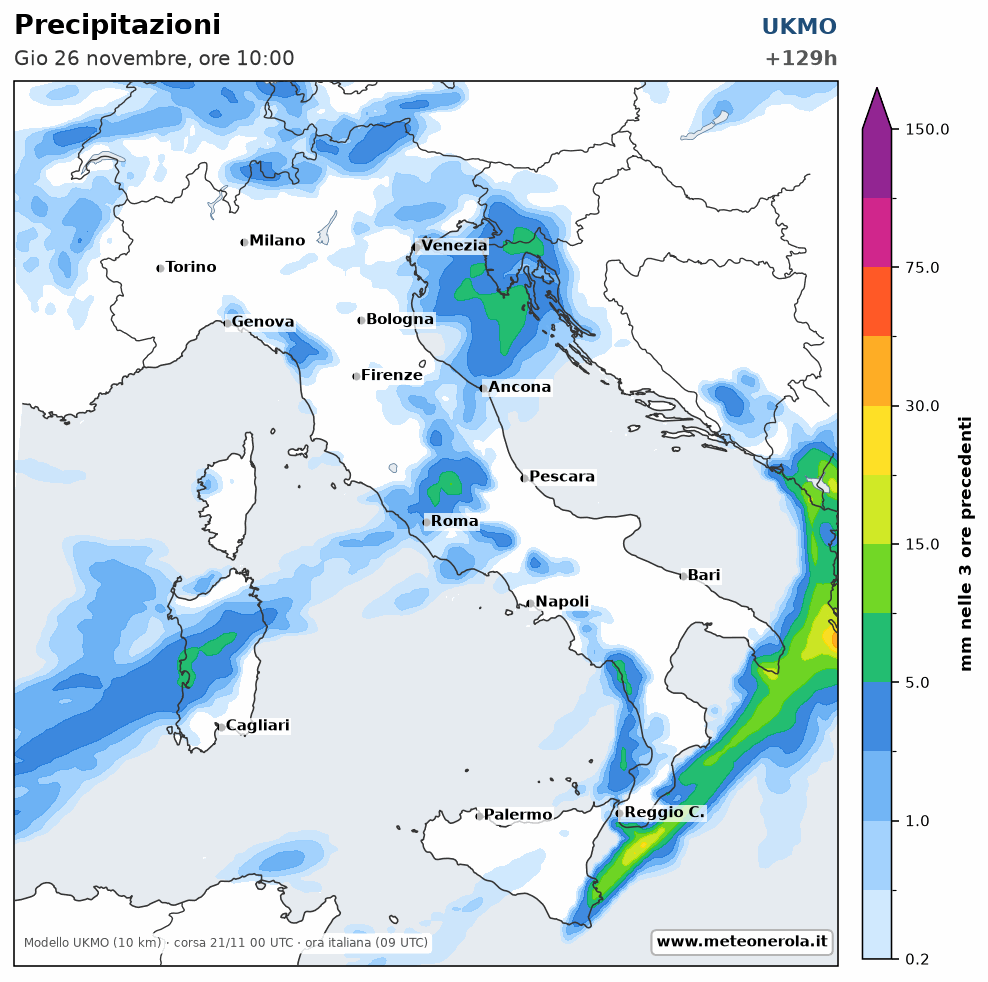 Precipitazioni
UKMO
Gio 26 novembre, ore 10:00
+129h
Milano
Venezia
Torino
Genova
Bologna
Firenze
Ancona
Pescara
Roma
Bari
Napoli
Cagliari
Palermo
Reggio C.
150.0
75.0
30.0
15.0
5.0
1.0
0.2
mm nelle 3 ore precedenti
Modello UKMO (10 km) · corsa 21/11 00 UTC · ora italiana (09 UTC)
www.meteonerola.it